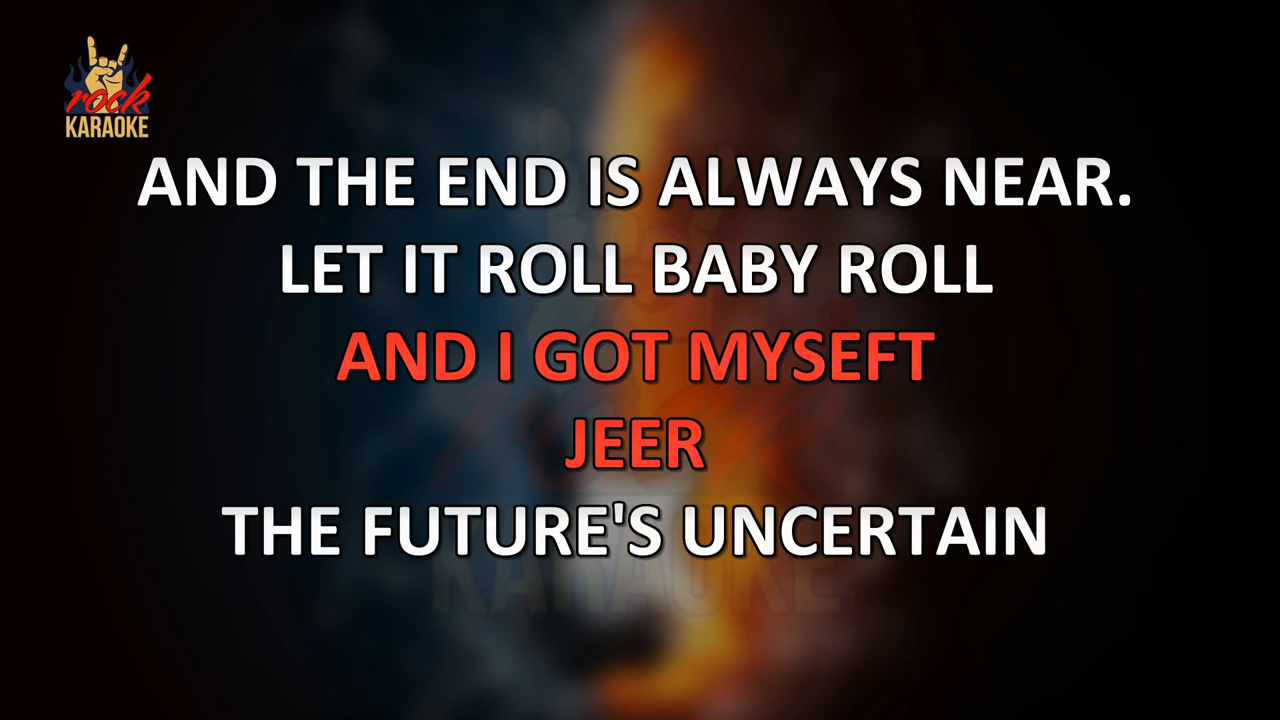 rock
KARAOKE
AND THE END IS ALWAYS NEAR.
LET IT ROLL BABY ROLL
AND I GOT MYSEFT
JEER
THE FUTURE'S UNCERTAIN
KARAOKE